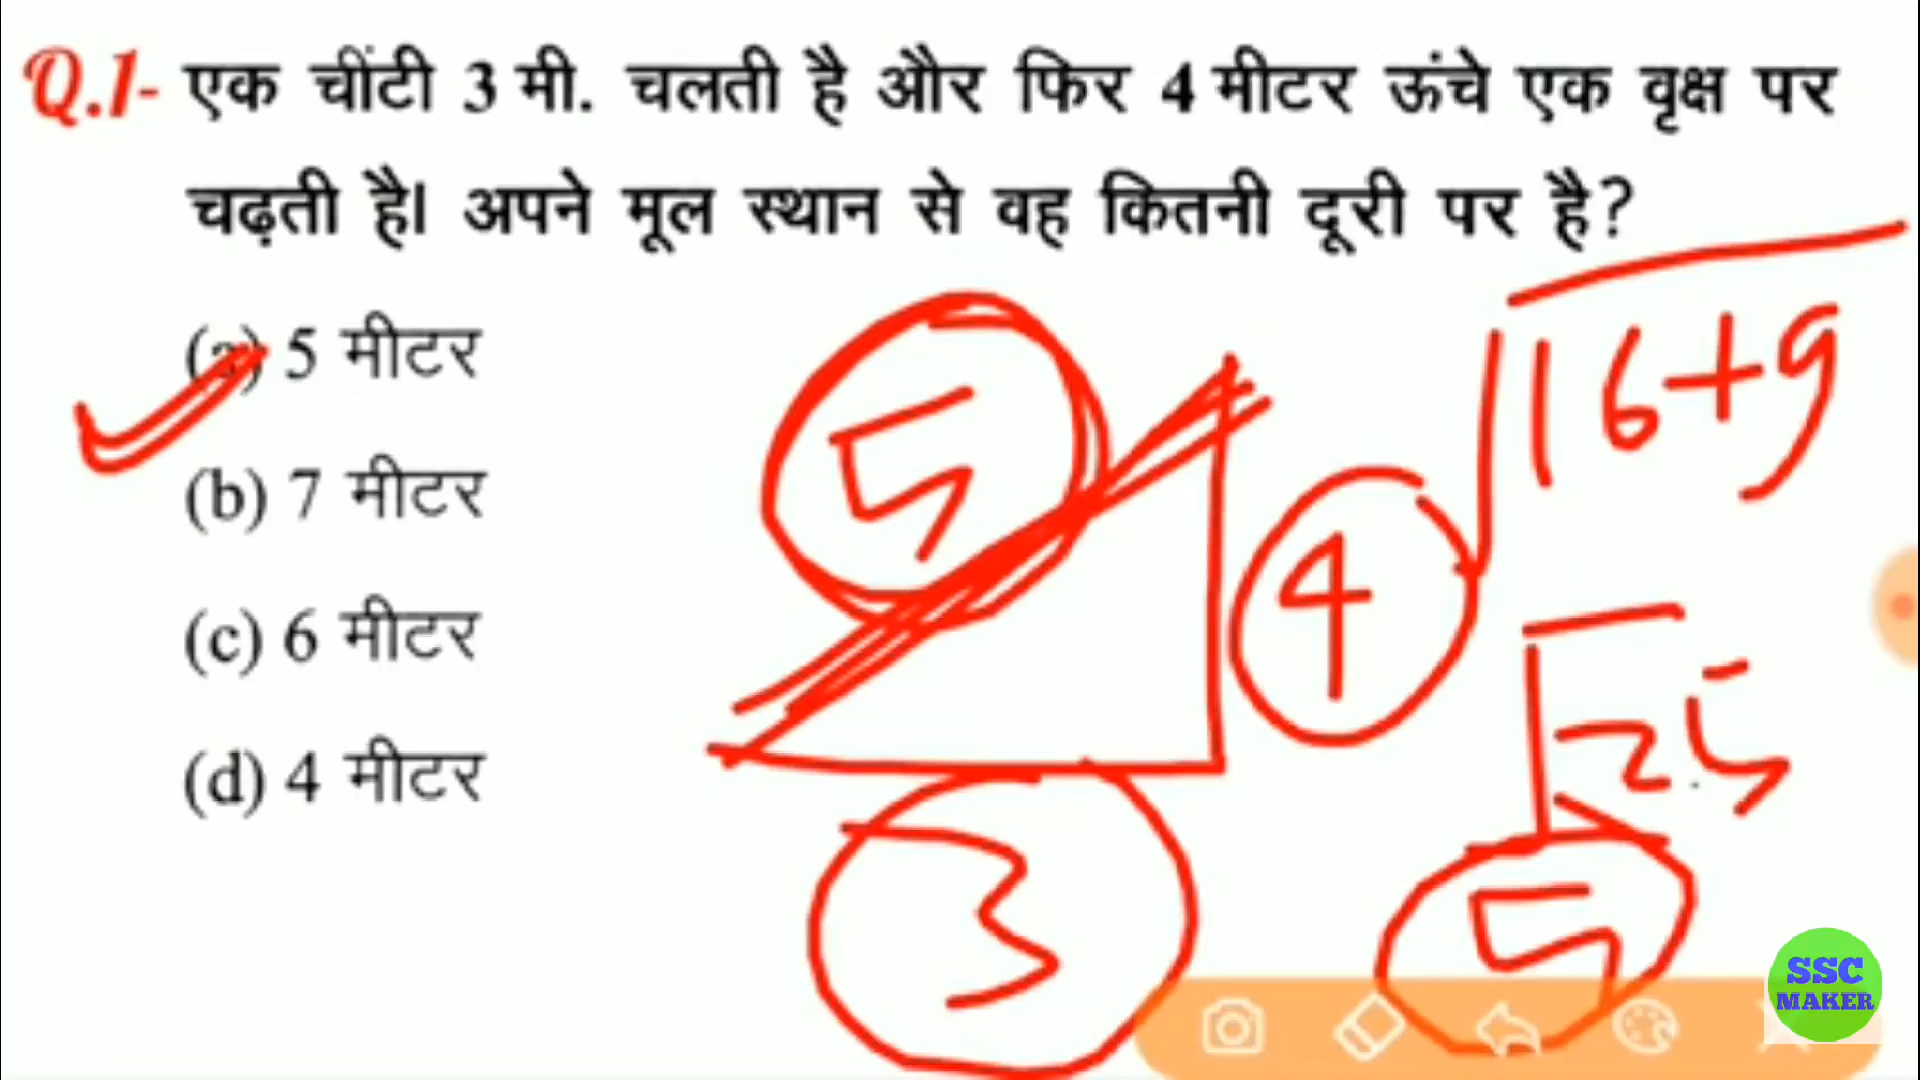 Q.1- एक चींटी 3 मी. चलती है और फिर 4 मीटर ऊंचे एक वृक्ष पर
चढ़ती है। अपने मूल स्थान से वह कितनी दूरी पर है?
(a) 5 मीटर
(b) 7 मीटर
(c) 6 मीटर
(d) 4 मीटर
5
4
3
√16+9
√25
5
SSC
MAKER